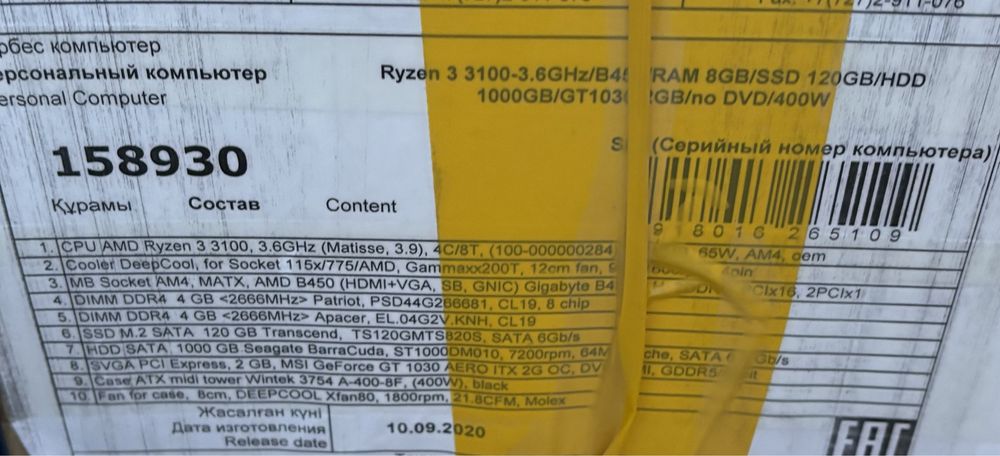 рбес компьютер
ерсональный компьютер
ersonal Computer
Ryzen 3 3100-3.6GHz/B45 /RAM 8GB/SSD 120GB/HDD
1000GB/GT1030 2GB/no DVD/400W
158930
(Серийный номер компьютера)
Құрамы Состав Content
918016 265109
1. CPU AMD Ryzen 3 3100, 3.6GHz (Matisse, 3.9), 4C/8T, (100-000000284 65W, AM4, oem
2. Cooler DeepCool, for Socket 115x/775/AMD, Gammaxx200T, 12cm fan,
3. MB Socket AM4, MATX, AMD B450 (HDMI+VGA, SB, GNIC) Gigabyte B4 PCIx16, 2PCIx1
4. DIMM DDR4 4 GB <2666MHz> Patriot, PSD44G266681, CL19, 8 chip
5. DIMM DDR4 4 GB <2666MHz> Apacer, EL.04G2V.KNH, CL19
6. SSD M.2 SATA 120 GB Transcend, TS120GMTS820S, SATA 6Gb/s
7. HDD SATA, 1000 GB Seagate BarraCuda, ST1000DM010, 7200rpm, 64M che, SATA Gb/s
8. SVGA PCI Express, 2 GB, MSI GeForce GT 1030 AERO ITX 2G OC, DV MI, GDDR5
9. Case ATX midi tower Wintek 3754 A-400-8F, (400W), black
10. Fan for case, 8cm, DEEPCOOL Xfan80, 1800rpm, 21.8CFM, Molex
Жасалған күні
Дата изготовления
Release date
10.09.2020
EAC